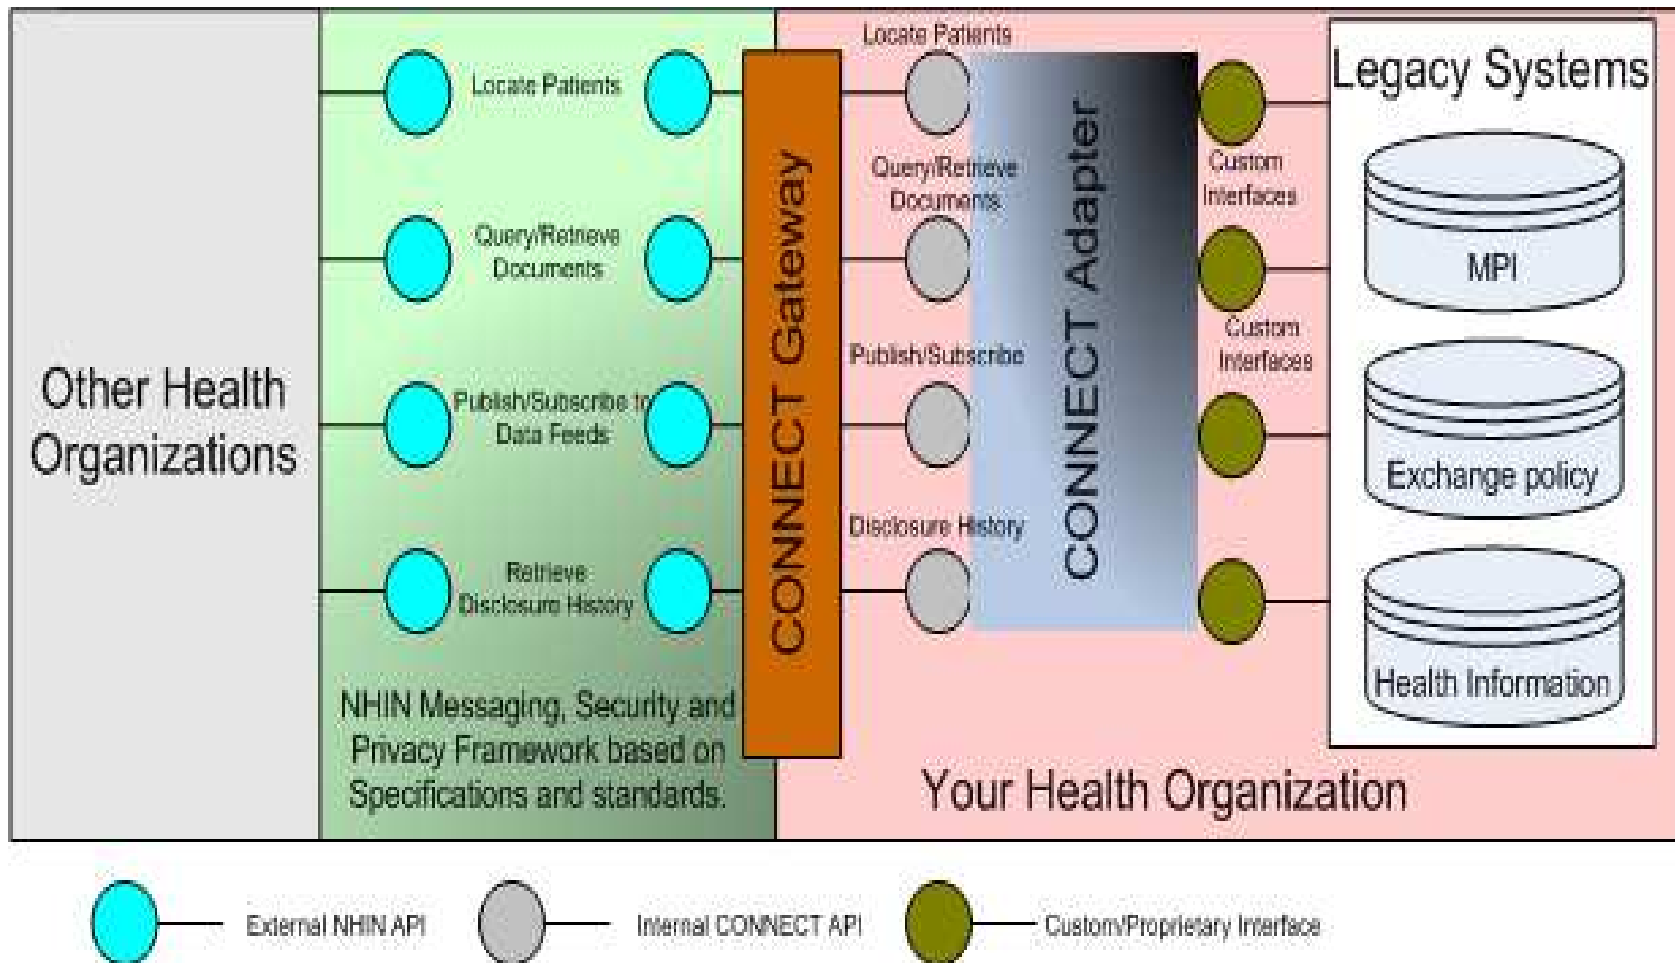 Other Health
Organizations
Locate Patients
Query/Retrieve
Documents
Publish/Subscribe to
Data Feeds
Retrieve
Disclosure History
NHIN Messaging, Security and
Privacy Framework based on
Specifications and standards.
CONNECT Gateway
Locate Patients
Query/Retrieve
Documents
Publish/Subscribe
Disclosure History
CONNECT Adapter
Custom
Interfaces
Custom
Interfaces
Legacy Systems
MPI
Exchange policy
Health Information
Your Health Organization
External NHIN API
Internal CONNECT API
Custom/Proprietary Interface